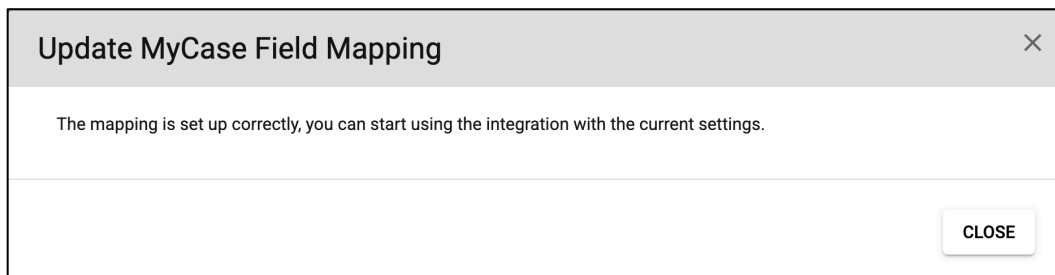 Update MyCase Field Mapping
The mapping is set up correctly, you can start using the integration with the current settings.
CLOSE